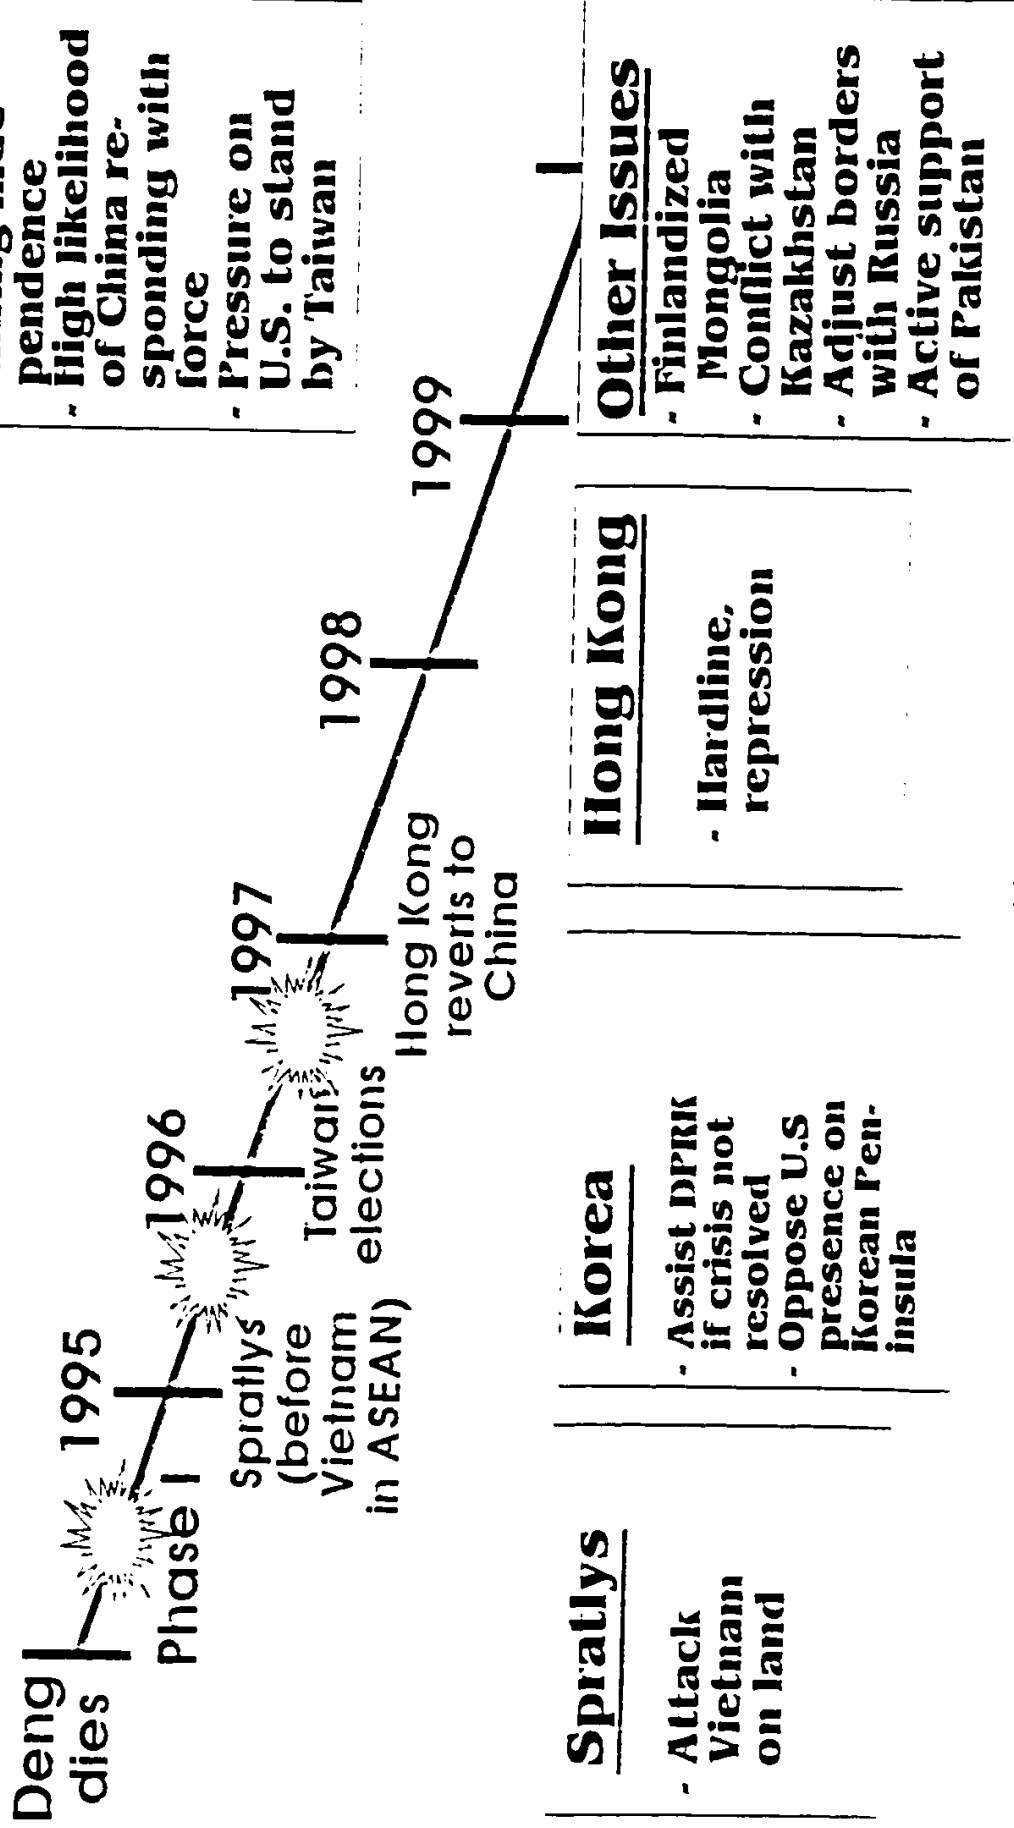 pendence
- High likelihood
of China re-
sponding with
force
- Pressure on
U.S. to stand
by Taiwan
Deng
dies
1995
1996
1997
1998
1999
Phase I
Spratlys
(before
Vietnam
in ASEAN)
Taiwan
elections
Hong Kong
reverts to
China
Spratlys
- Attack
Vietnam
on land
Korea
- Assist DPRK
if crisis not
resolved
- Oppose U.S
presence on
Korean Pen-
insula
Hong Kong
- Hardline,
repression
Other Issues
- Finlandized
Mongolia
- Conflict with
Kazakhstan
- Adjust borders
with Russia
- Active support
of Pakistan